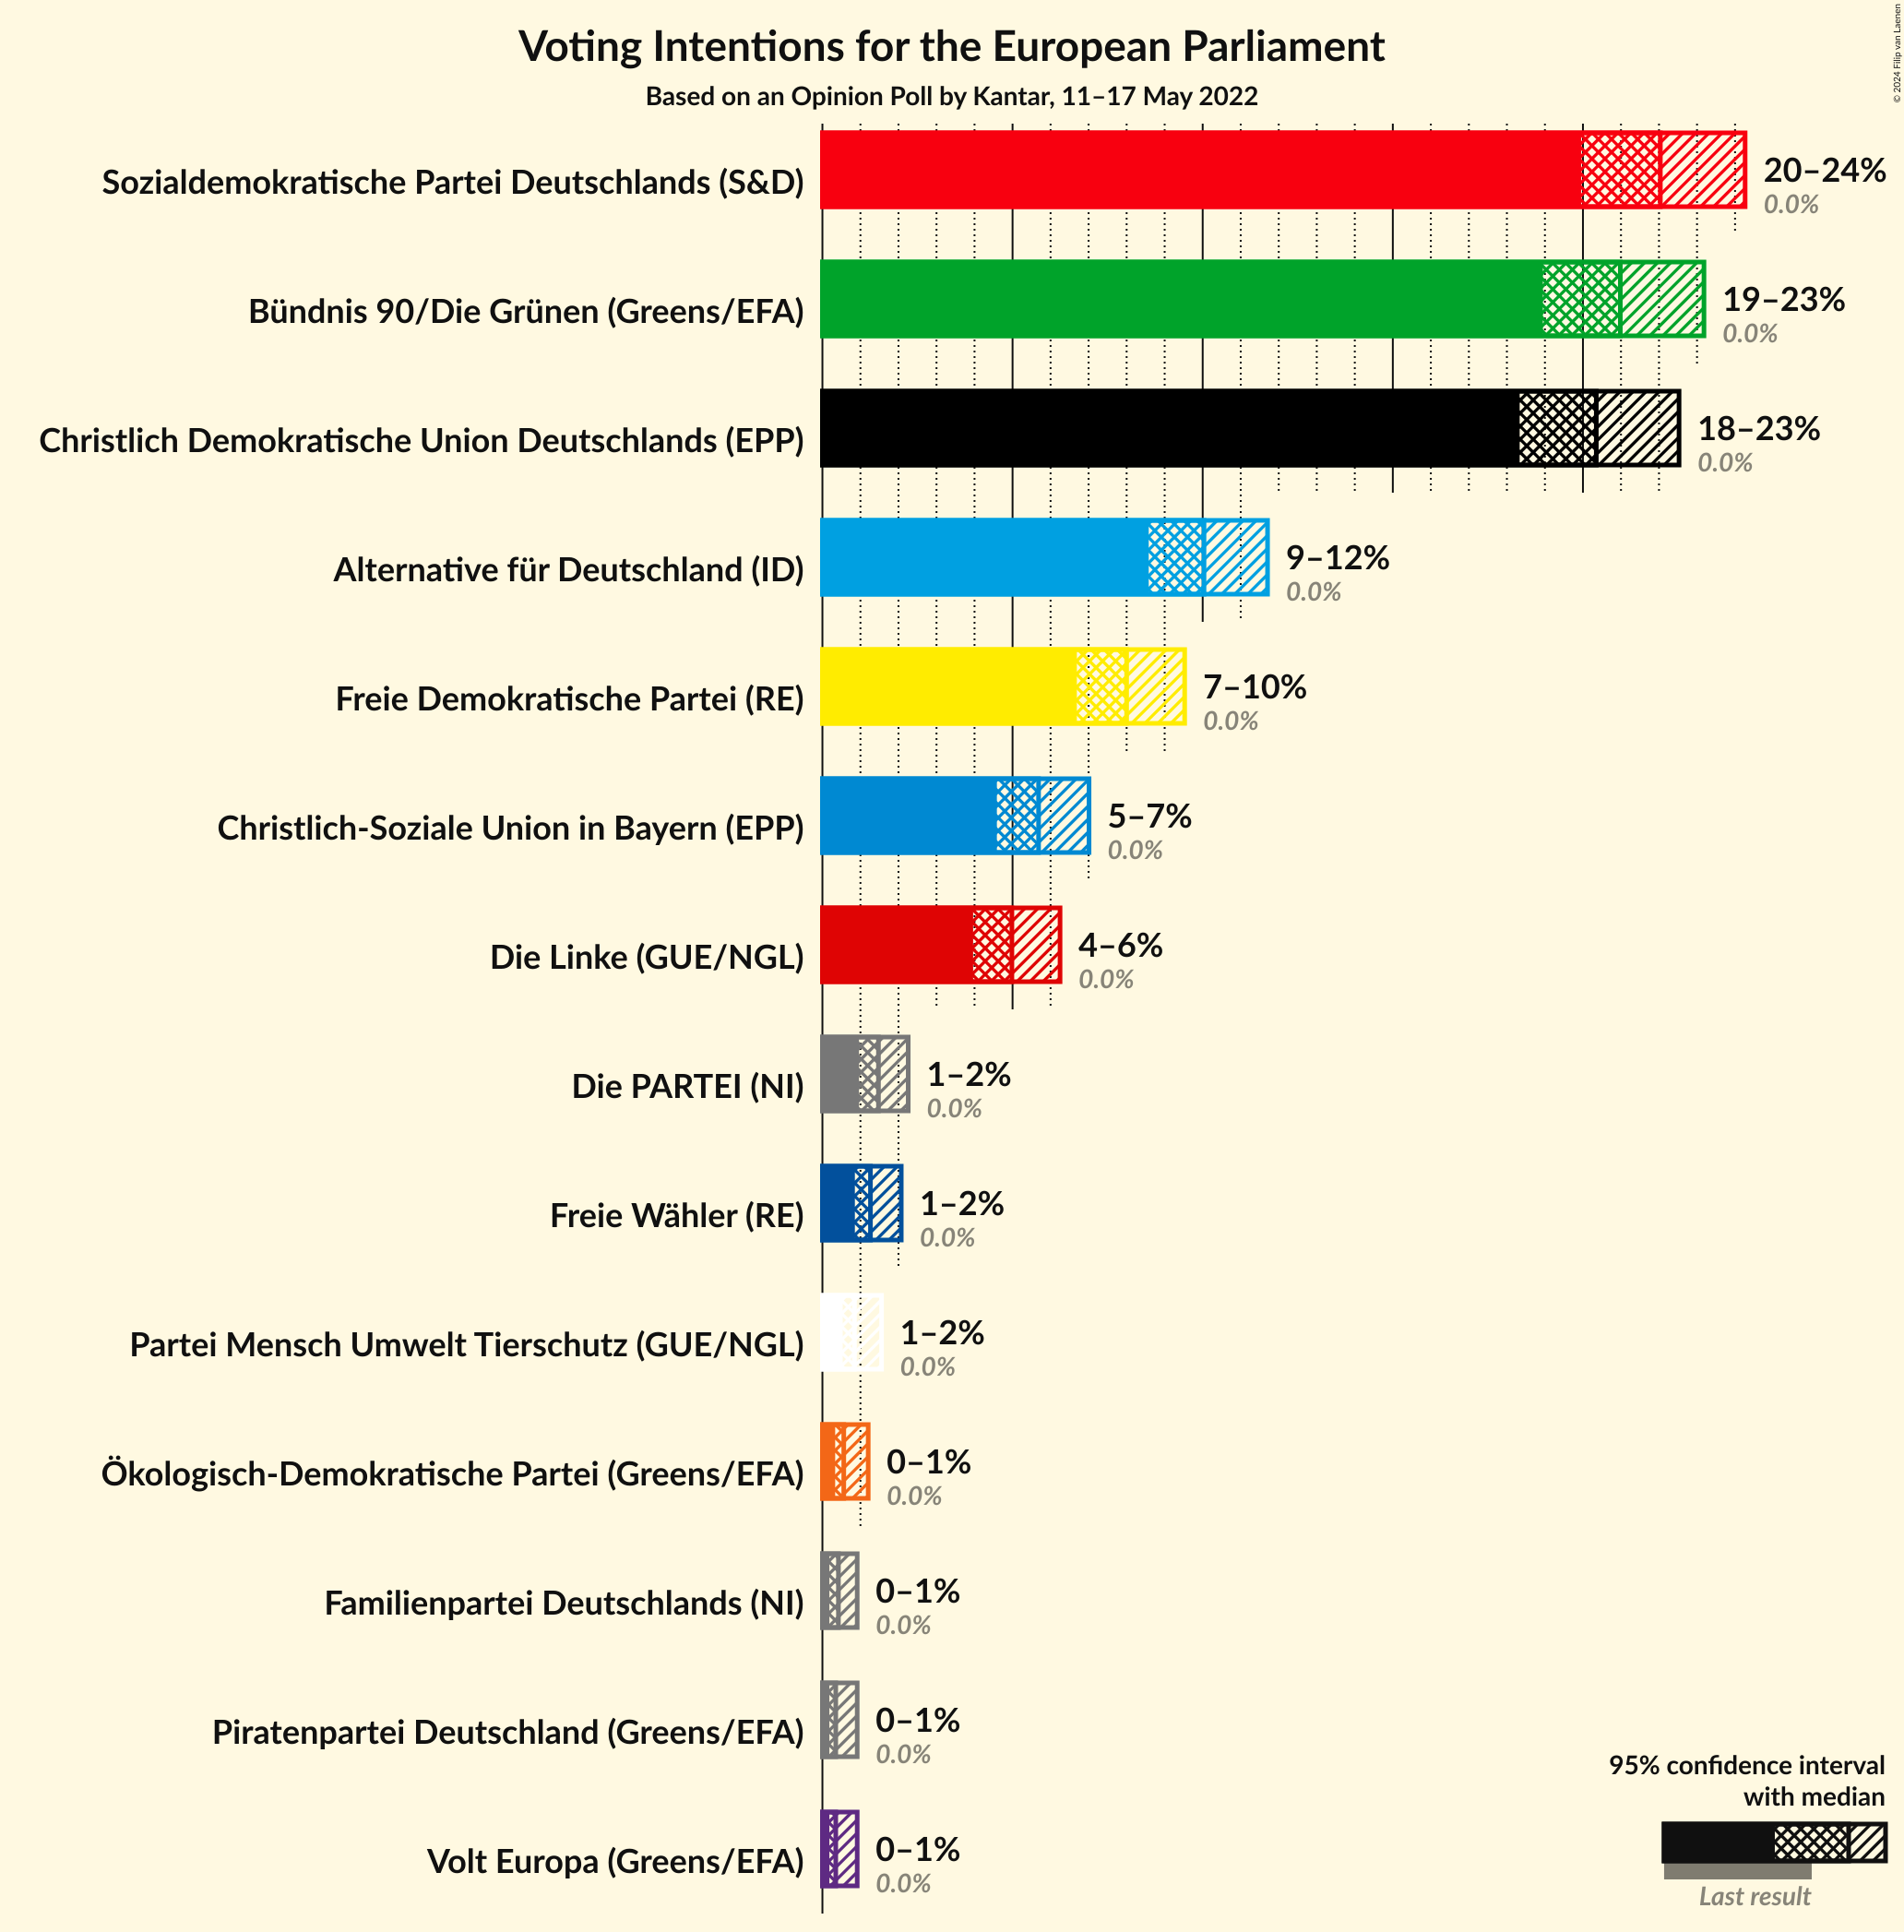 Voting Intentions for the European Parliament
Based on an Opinion Poll by Kantar, 11–17 May 2022
© 2024 Filip van Laenen
Sozialdemokratische Partei Deutschlands (S&D)
20–24%
0.0%
Bündnis 90/Die Grünen (Greens/EFA)
19–23%
0.0%
Christlich Demokratische Union Deutschlands (EPP)
18–23%
0.0%
Alternative für Deutschland (ID)
9–12%
0.0%
Freie Demokratische Partei (RE)
7–10%
0.0%
Christlich-Soziale Union in Bayern (EPP)
5–7%
0.0%
Die Linke (GUE/NGL)
4–6%
0.0%
Die PARTEI (NI)
1–2%
0.0%
Freie Wähler (RE)
1–2%
0.0%
Partei Mensch Umwelt Tierschutz (GUE/NGL)
1–2%
0.0%
Ökologisch-Demokratische Partei (Greens/EFA)
0–1%
0.0%
Familienpartei Deutschlands (NI)
0–1%
0.0%
Piratenpartei Deutschland (Greens/EFA)
0–1%
0.0%
Volt Europa (Greens/EFA)
0–1%
0.0%
95% confidence interval
with median
Last result